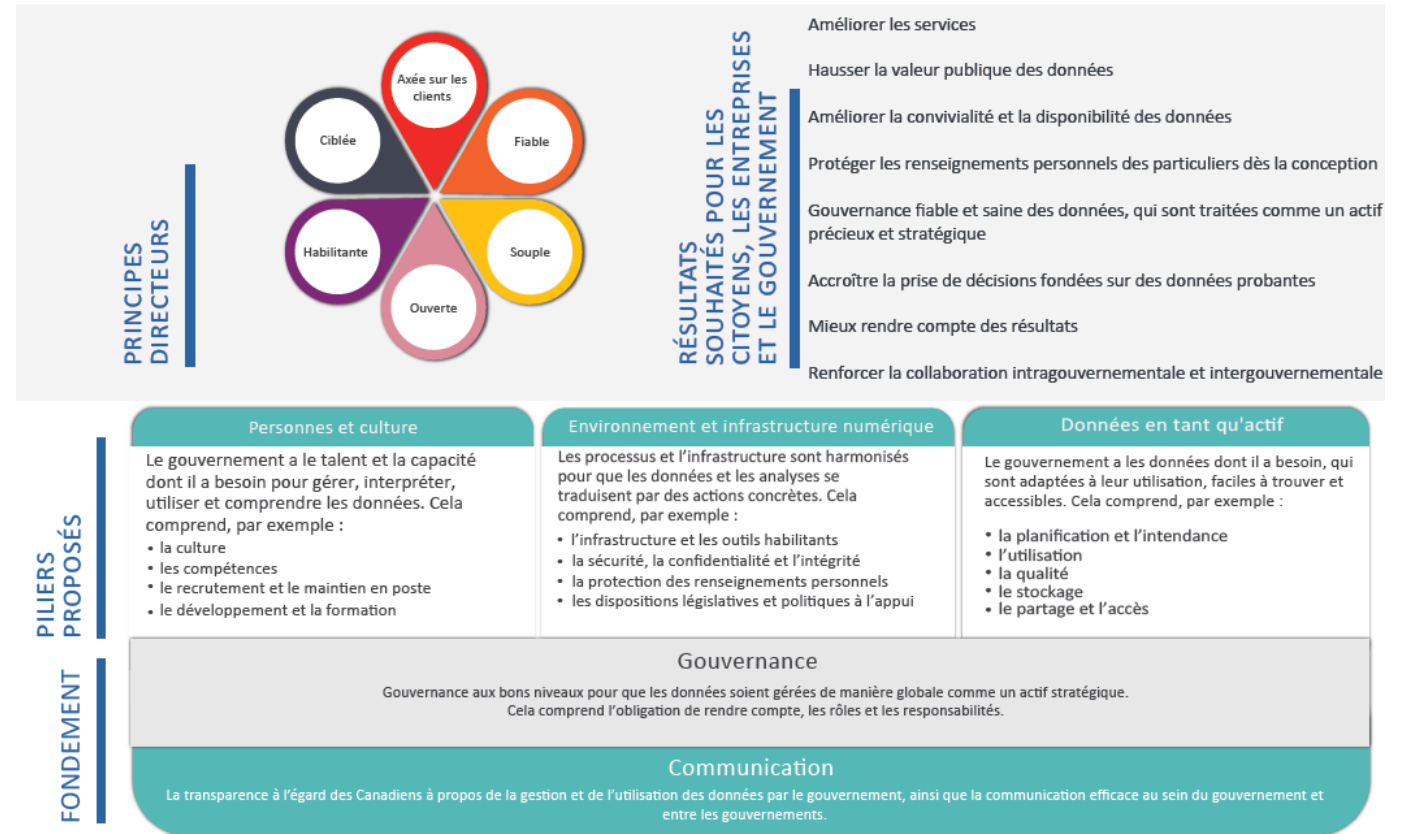 PRINCIPES
DIRECTEURS
Axée sur les
clients
Fiable
Souple
Ouverte
Habilitante
Ciblée
RÉSULTATS
SOUHAITÉS POUR LES
CITOYENS, LES ENTREPRISES
ET LE GOUVERNEMENT
Améliorer les services
Hausser la valeur publique des données
Améliorer la convivialité et la disponibilité des données
Protéger les renseignements personnels des particuliers dès la conception
Gouvernance fiable et saine des données, qui sont traitées comme un actif
précieux et stratégique
Accroître la prise de décisions fondées sur des données probantes
Mieux rendre compte des résultats
Renforcer la collaboration intragouvernementale et intergouvernementale
PILIERS
PROPOSÉS
Personnes et culture
Le gouvernement a le talent et la capacité
dont il a besoin pour gérer, interpréter,
utiliser et comprendre les données. Cela
comprend, par exemple :
• la culture
• les compétences
• le recrutement et le maintien en poste
• le développement et la formation
Environnement et infrastructure numérique
Les processus et l'infrastructure sont harmonisés
pour que les données et les analyses se
traduisent par des actions concrètes. Cela
comprend, par exemple :
• l'infrastructure et les outils habilitants
• la sécurité, la confidentialité et l'intégrité
• la protection des renseignements personnels
• les dispositions législatives et politiques à l'appui
Données en tant qu'actif
Le gouvernement a les données dont il a besoin, qui
sont adaptées à leur utilisation, faciles à trouver et
accessibles. Cela comprend, par exemple :
• la planification et l'intendance
• l'utilisation
• la qualité
• le stockage
• le partage et l'accès
FONDEMENT
Gouvernance
Gouvernance aux bons niveaux pour que les données soient gérées de manière globale comme un actif stratégique.
Cela comprend l'obligation de rendre compte, les rôles et les responsabilités.
Communication
La transparence à l'égard des Canadiens à propos de la gestion et de l'utilisation des données par le gouvernement, ainsi que la communication efficace au sein du gouvernement et
entre les gouvernements.